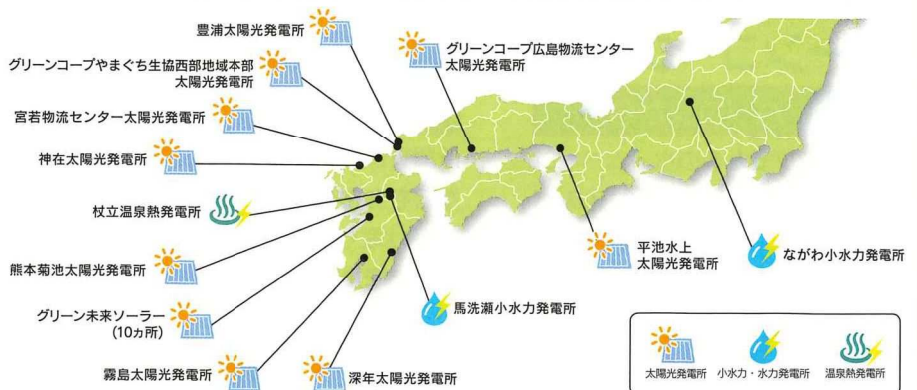 豊浦太陽光発電所
グリーンコープやまぐち生協西部地域本部
太陽光発電所
グリーンコープ広島物流センター
太陽光発電所
宮若物流センター太陽光発電所
神在太陽光発電所
杖立温泉熱発電所
熊本菊池太陽光発電所
グリーン未来ソーラー
(10ヵ所)
霧島太陽光発電所
深年太陽光発電所
馬洗瀬小水力発電所
平池水上
太陽光発電所
ながわ小水力発電所
太陽光発電所
小水力・水力発電所
温泉熱発電所